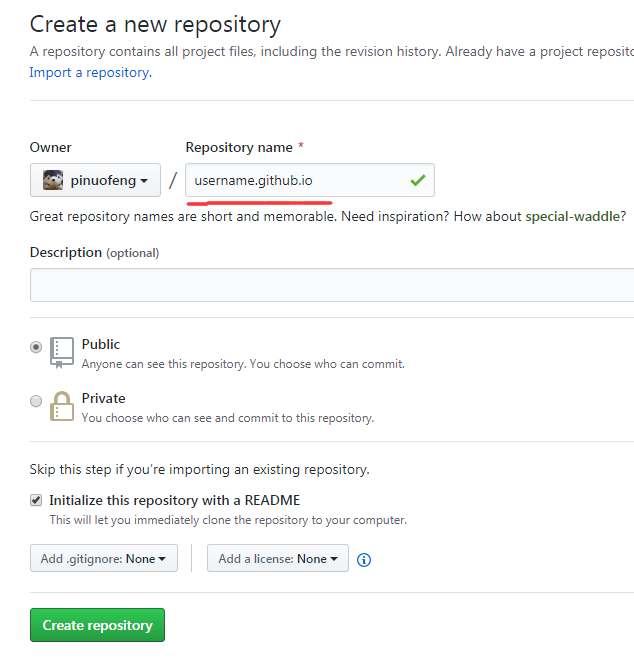 Create a new repository
A repository contains all project files, including the revision history. Already have a project
Import a repository.
Owner
Repository name *
pinuofeng
/
username.github.io
Great repository names are short and memorable. Need inspiration? How about special-waddle?
Description (optional)
Public
Anyone can see this repository. You choose who can commit.
Private
You choose who can see and commit to this repository.
Skip this step if you’re importing an existing repository.
Initialize this repository with a README
This will let you immediately clone the repository to your computer.
Add .gitignore: None
Add a license: None
Create repository